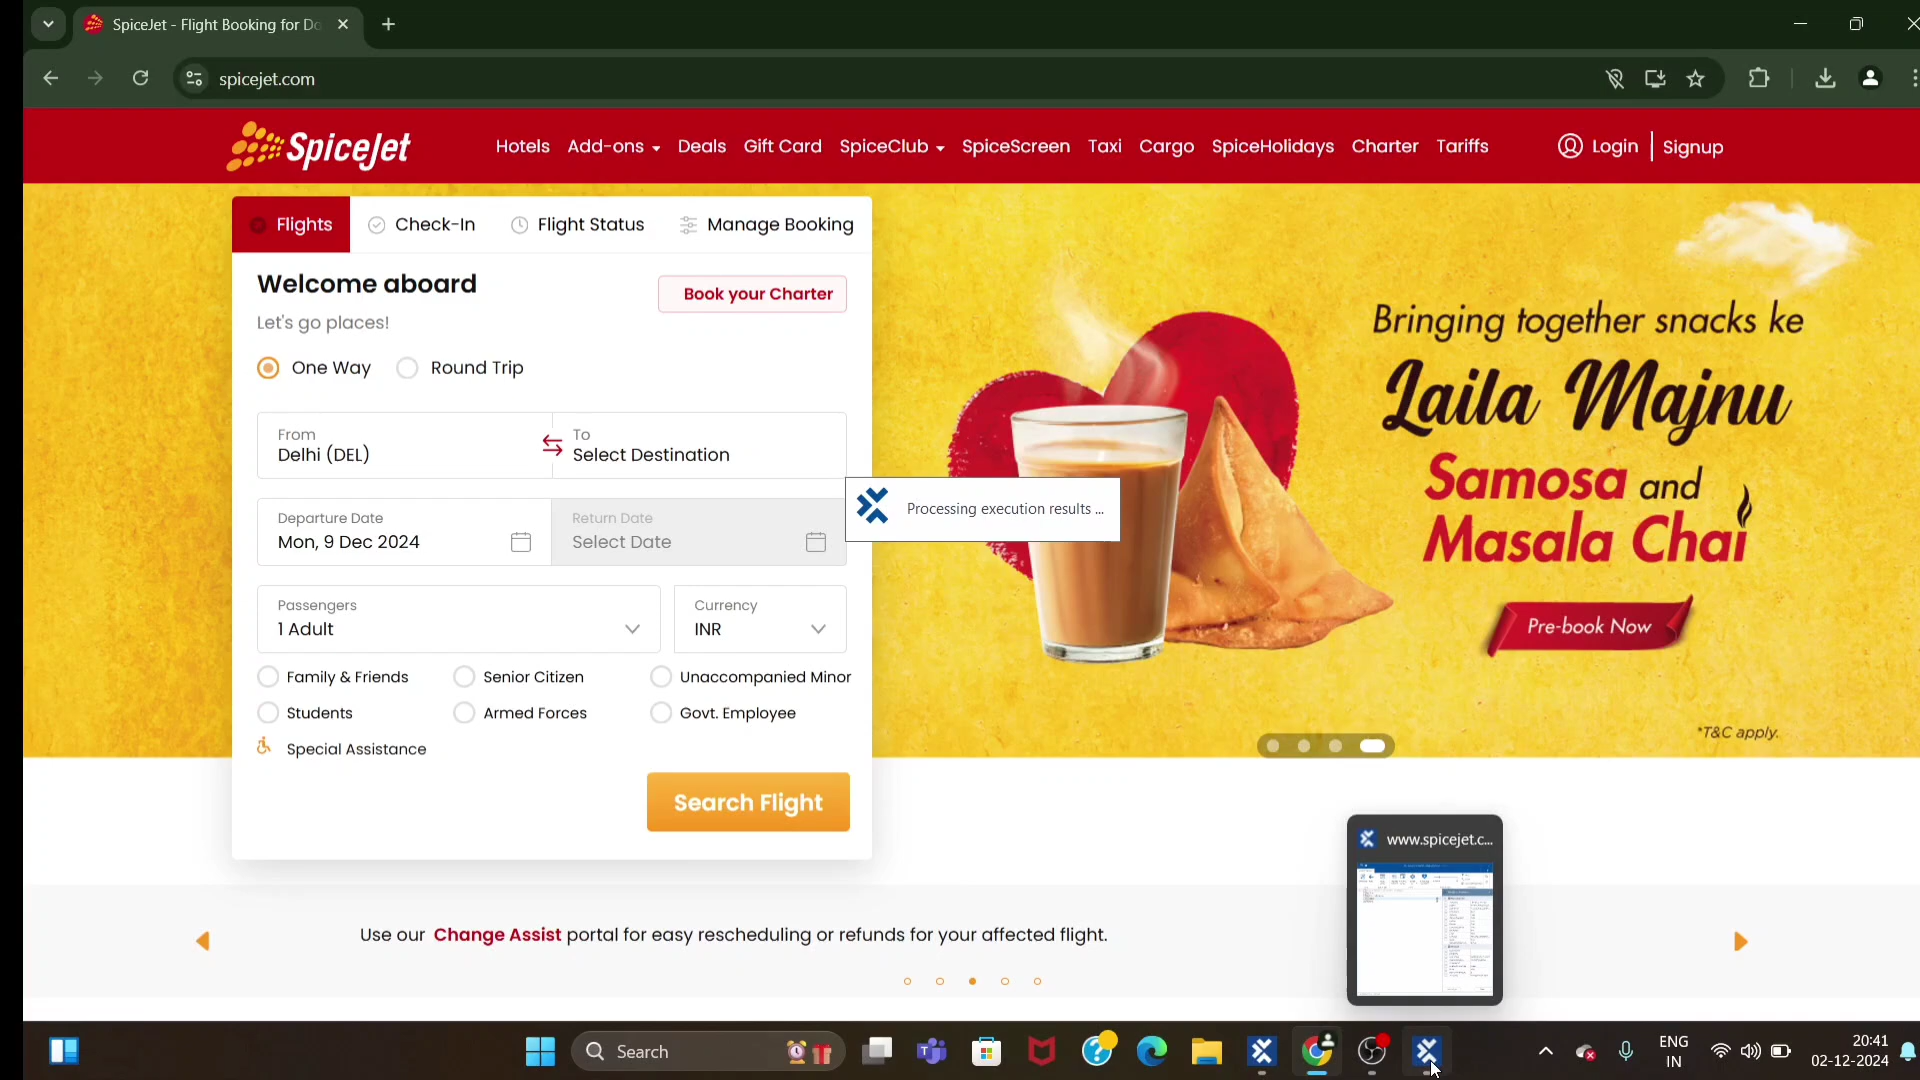 SpiceJet - Flight Booking for Do
spicejet.com
SpiceJet
Hotels Add-ons Deals Gift Card SpiceClub SpiceScreen Taxi Cargo SpiceHolidays Charter Tariffs Login Signup
Flights Check-In Flight Status Manage Booking
Welcome aboard
Book your Charter
Let's go places!
One Way Round Trip
From
Delhi (DEL)
To
Select Destination
Departure Date
Mon, 9 Dec 2024
Return Date
Select Date
Passengers
1 Adult
Currency
INR
Family & Friends Senior Citizen Unaccompanied Minor
Students Armed Forces Govt. Employee
Special Assistance
Search Flight
Processing execution results ...
Bringing together snacks ke
Laila Majnu
Samosa and
Masala Chai
Pre-book Now
*T&C apply.
Use our Change Assist portal for easy rescheduling or refunds for your affected flight.
www.spicejet.c...
Search
ENG
IN
20:41
02-12-2024